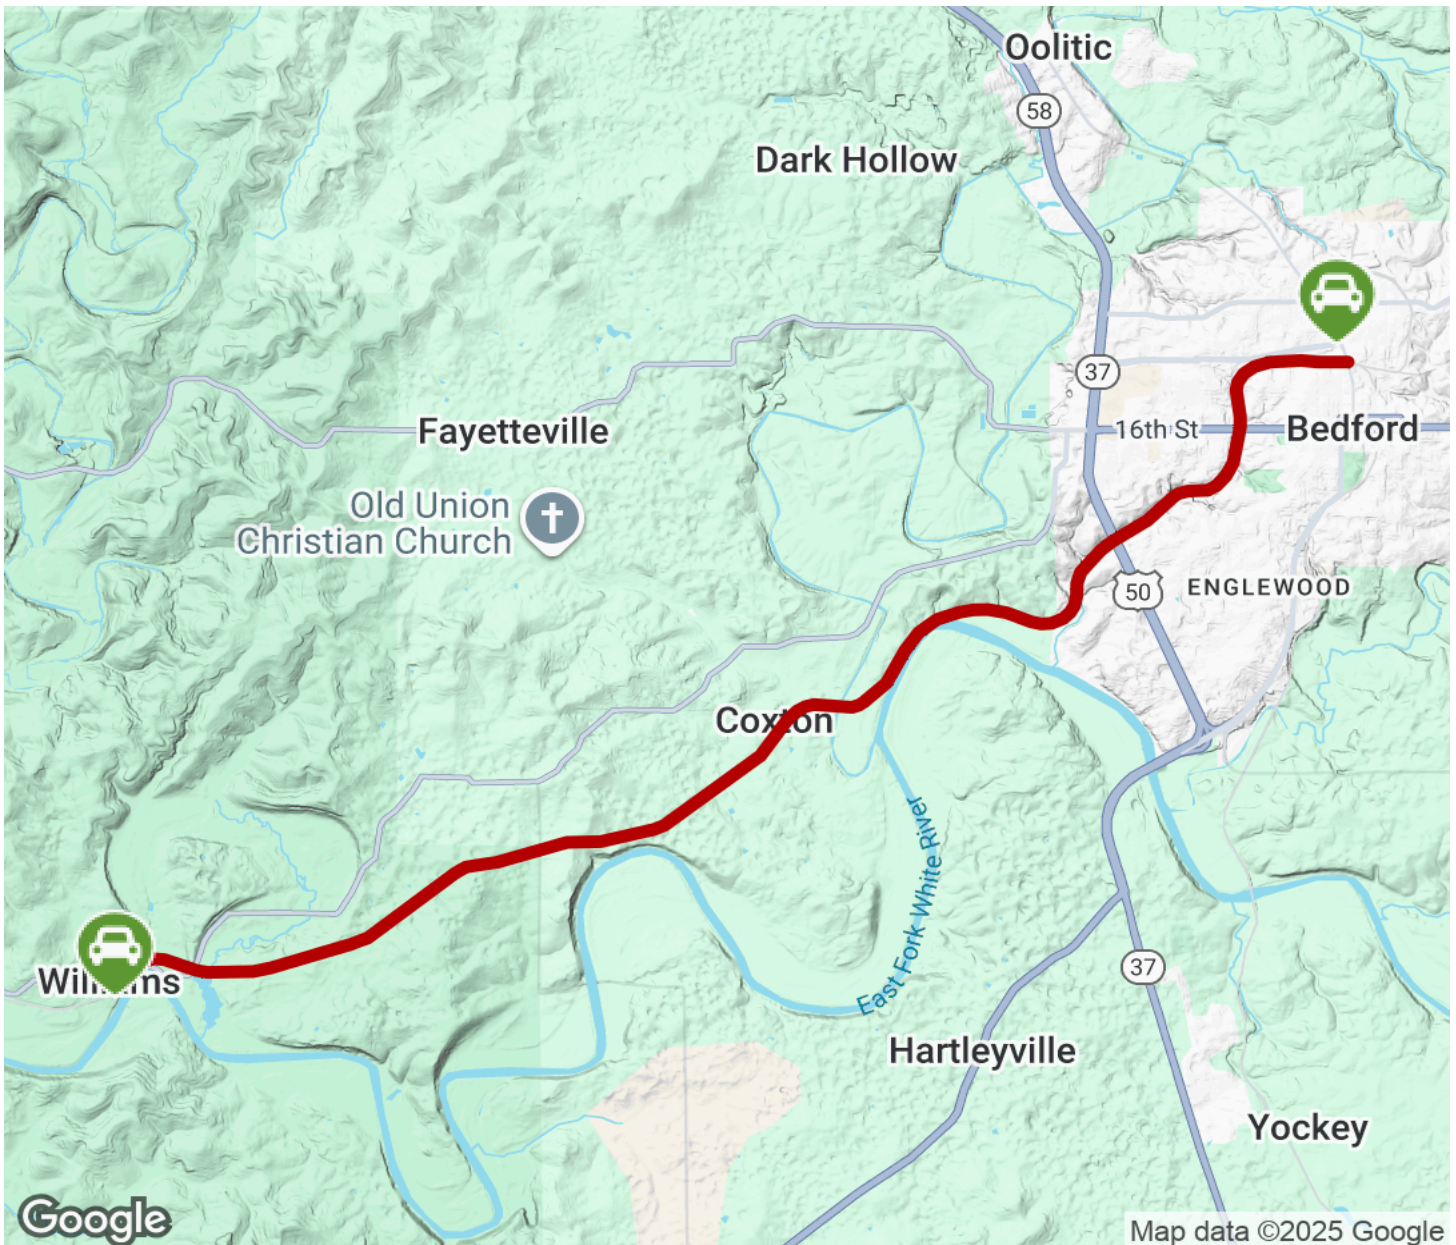 Oolitic
58
Dark Hollow
37
16th St
Bedford
Fayetteville
Old Union
Christian Church
50
ENGLEWOOD
Coxton
East Fork White River
Williams
37
Hartleyville
Yockey
Google
Map data ©2025 Google